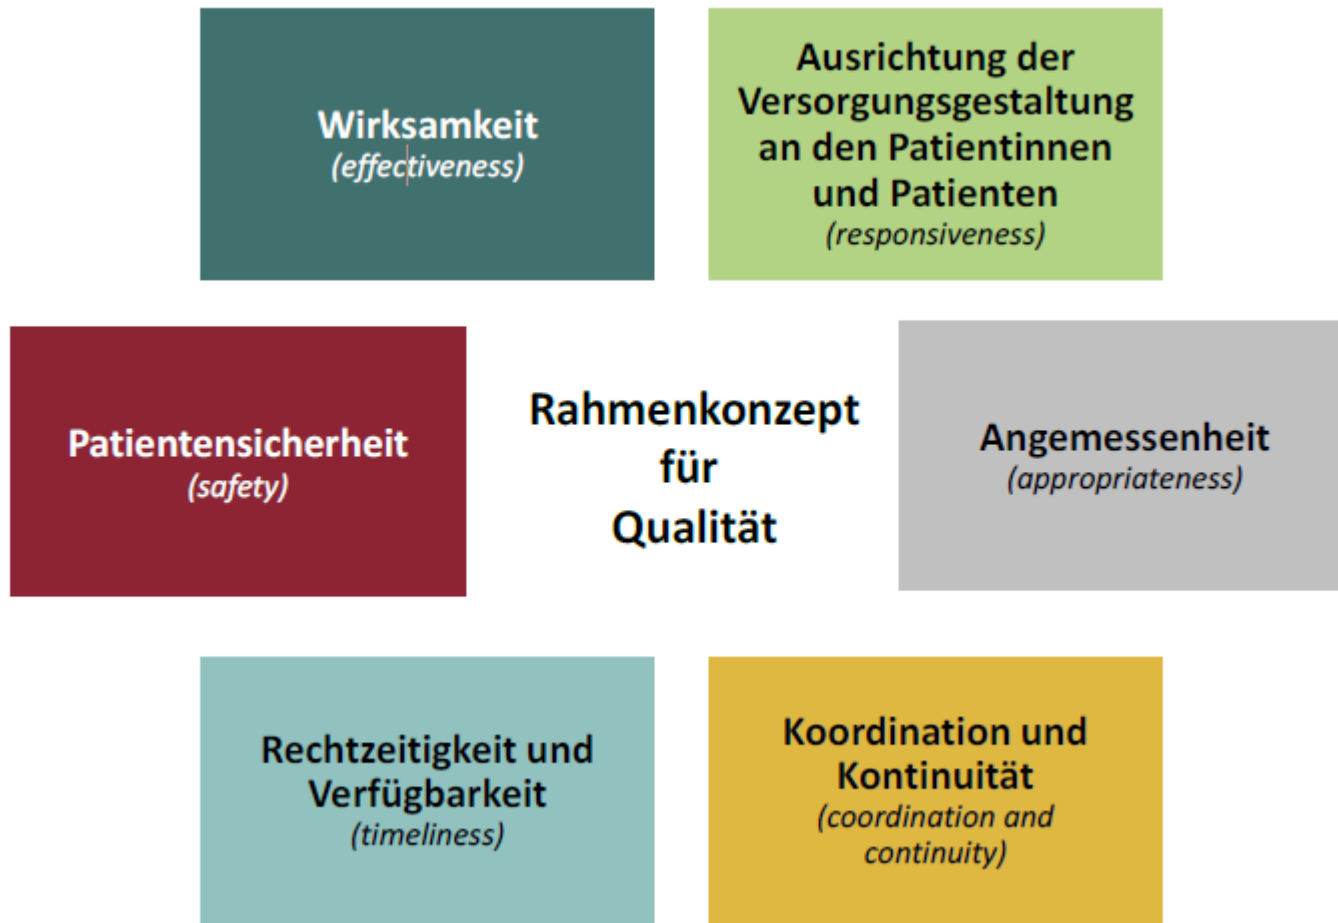 Wirksamkeit
(effectiveness)
Ausrichtung der
Versorgungsgestaltung
an den Patientinnen
und Patienten
(responsiveness)
Patientensicherheit
(safety)
Rahmenkonzept
für
Qualität
Angemessenheit
(appropriateness)
Rechtzeitigkeit und
Verfügbarkeit
(timeliness)
Koordination und
Kontinuität
(coordination and
continuity)